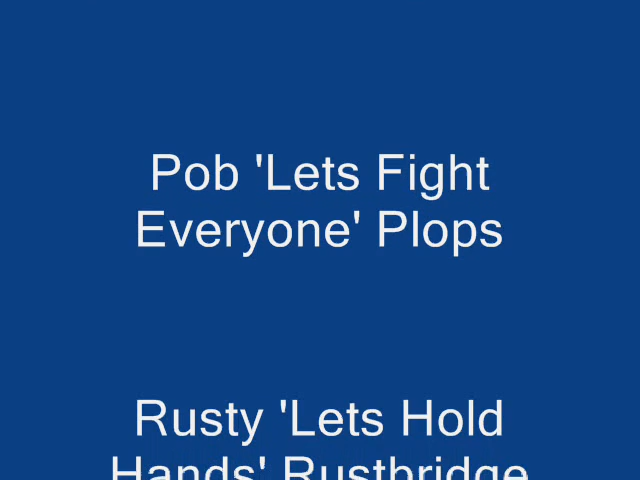 Pob 'Lets Fight
Everyone' Plops
Rusty 'Lets Hold
Hands' Rustbridge